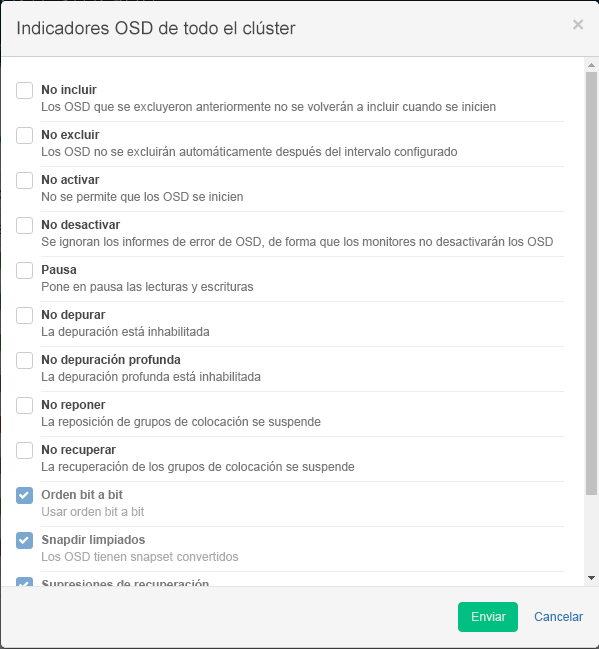 Indicadores OSD de todo el clúster
×
No incluir
Los OSD que se excluyeron anteriormente no se volverán a incluir cuando se inicien
No excluir
Los OSD no se excluirán automáticamente después del intervalo configurado
No activar
No se permite que los OSD se inicien
No desactivar
Se ignoran los informes de error de OSD, de forma que los monitores no desactivarán los OSD
Pausa
Pone en pausa las lecturas y escrituras
No depurar
La depuración está inhabilitada
No depuración profunda
La depuración profunda está inhabilitada
No reponer
La reposición de grupos de colocación se suspende
No recuperar
La recuperación de los grupos de colocación se suspende
Orden bit a bit
Usar orden bit a bit
Snapdir limpiados
Los OSD tienen snapset convertidos
Supresiones de recuperación
Enviar Cancelar